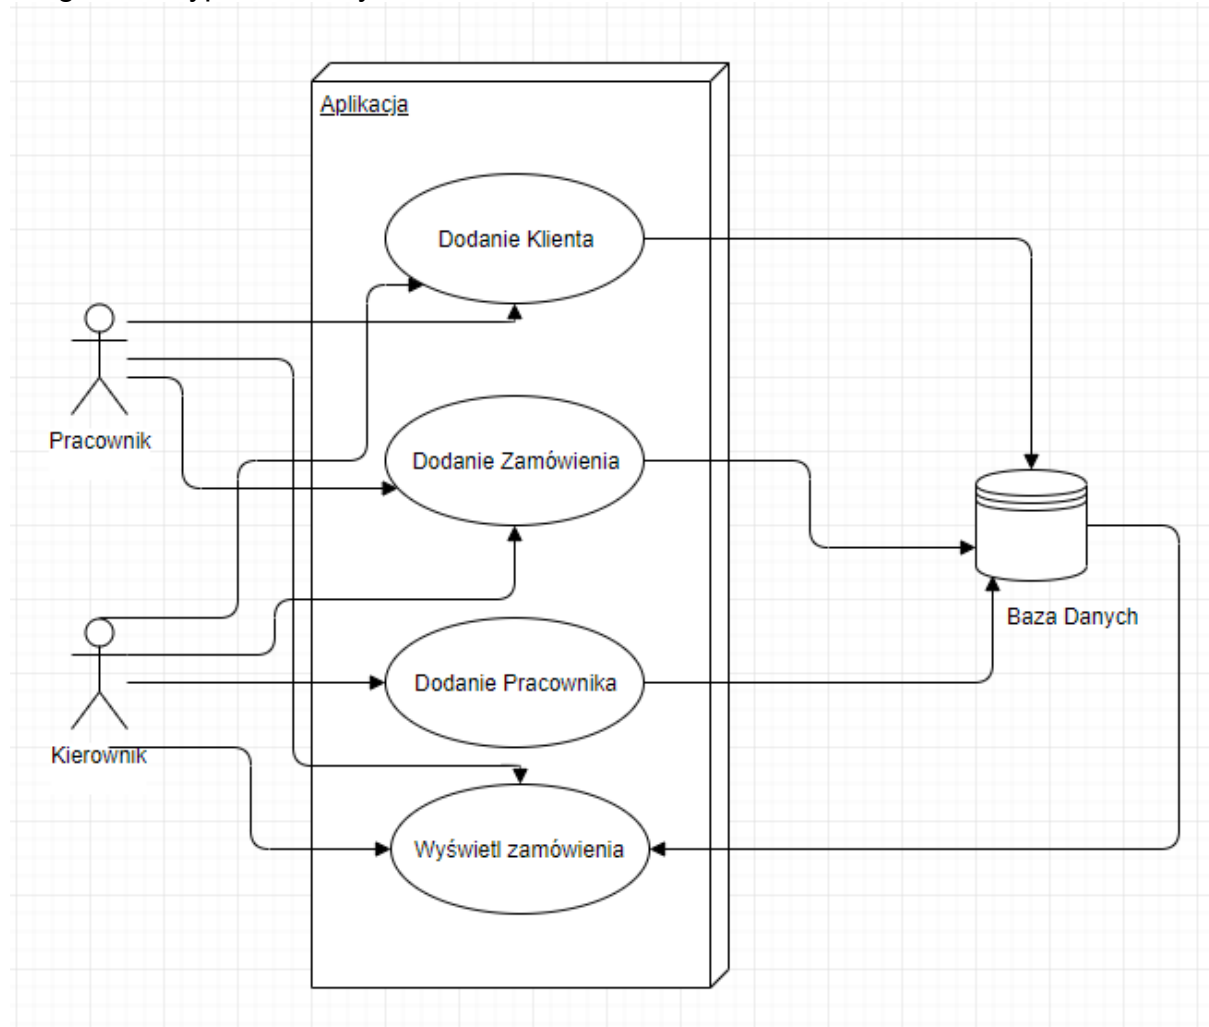 Aplikacja
Dodanie Klienta
Pracownik
Dodanie Zamówienia
Baza Danych
Dodanie Pracownika
Kierownik
Wyświetl zamówienia